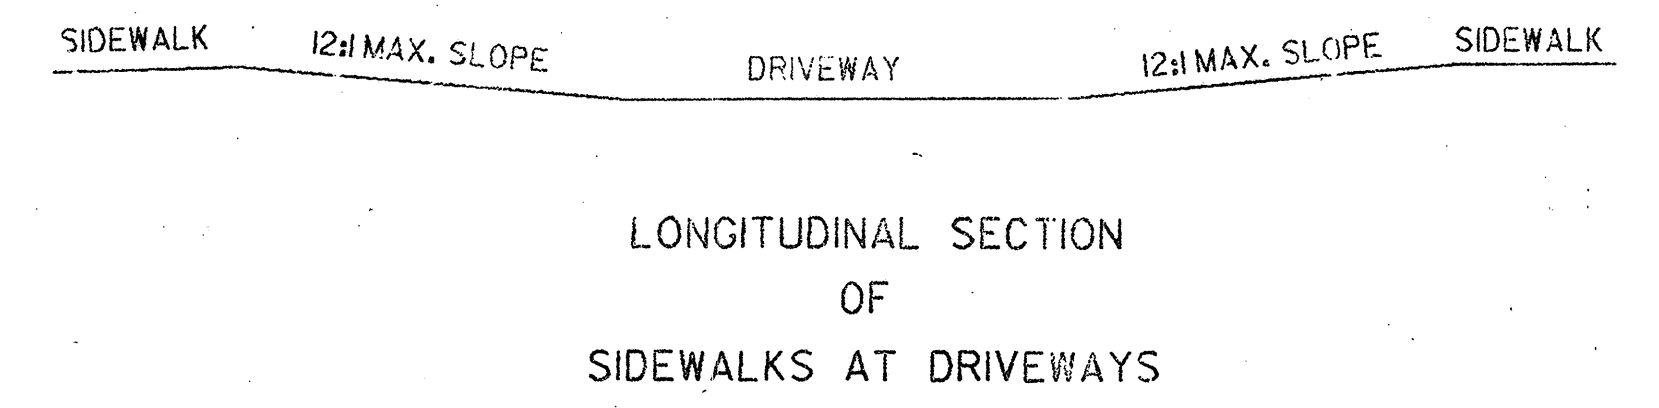 SIDEWALK
12:1 MAX. SLOPE
DRIVEWAY
12:1 MAX. SLOPE
SIDEWALK
LONGITUDINAL SECTION
OF
SIDEWALKS AT DRIVEWAYS